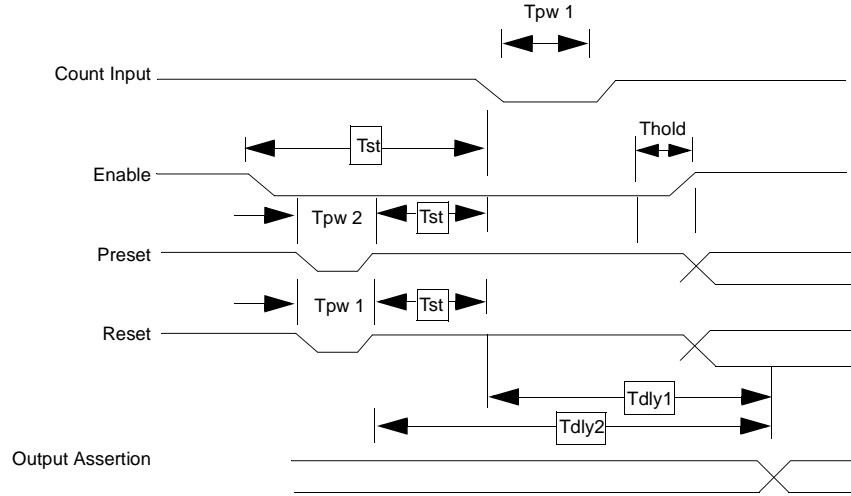 Tpw 1
Count Input
Thold
Tst
Enable
Tpw 2
Tst
Preset
Tpw 1
Tst
Reset
Tdly1
Tdly2
Output Assertion